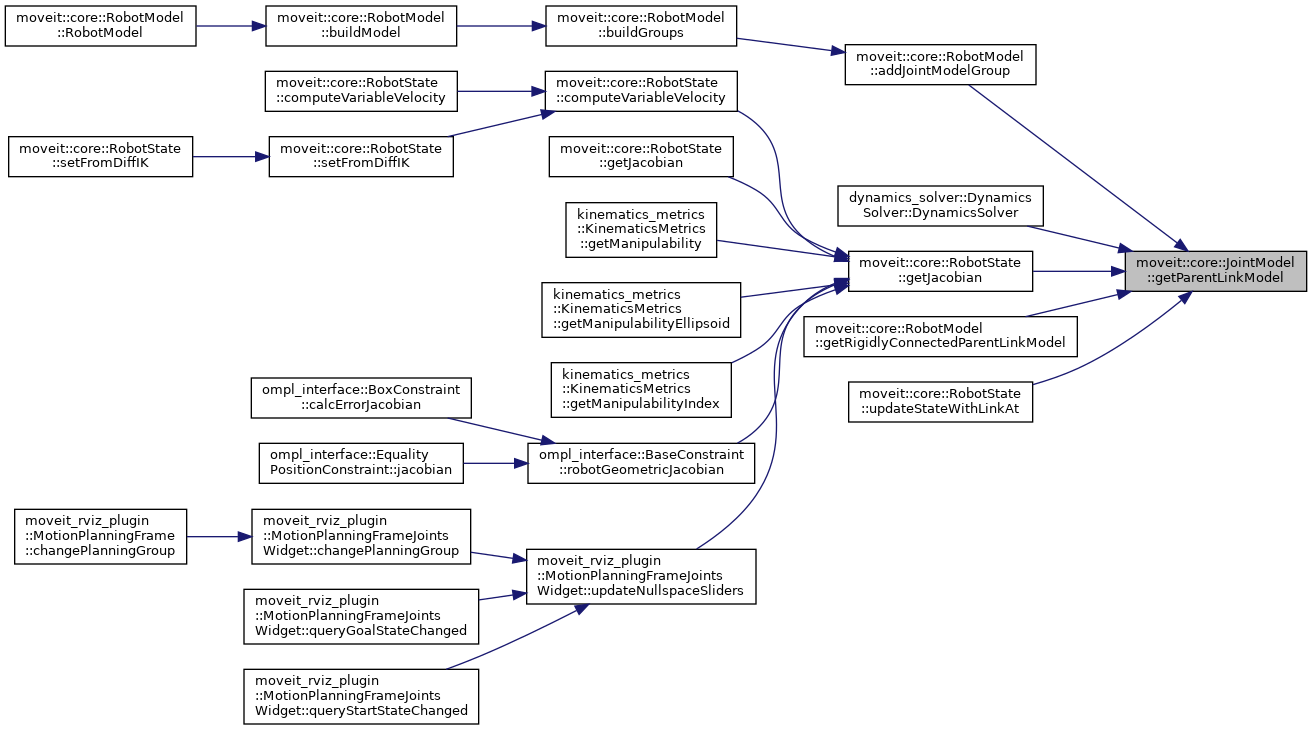 moveit::core::RobotModel
::RobotModel
moveit::core::RobotModel
::buildModel
moveit::core::RobotModel
::buildGroups
moveit::core::RobotModel
::addJointModelGroup
moveit::core::RobotState
::computeVariableVelocity
moveit::core::RobotState
::computeVariableVelocity
moveit::core::RobotState
::setFromDiffIK
moveit::core::RobotState
::setFromDiffIK
moveit::core::RobotState
::getJacobian
dynamics_solver::Dynamics
Solver::DynamicsSolver
kinematics_metrics
::KinematicsMetrics
::getManipulability
moveit::core::RobotState
::getJacobian
moveit::core::JointModel
::getParentLinkModel
kinematics_metrics
::KinematicsMetrics
::getManipulabilityEllipsoid
moveit::core::RobotModel
::getRigidlyConnectedParentLinkModel
kinematics_metrics
::KinematicsMetrics
::getManipulabilityIndex
moveit::core::RobotState
::updateStateWithLinkAt
ompl_interface::BoxConstraint
::calcErrorJacobian
ompl_interface::Equality
PositionConstraint::jacobian
ompl_interface::BaseConstraint
::robotGeometricJacobian
moveit_rviz_plugin
::MotionPlanningFrame
::changePlanningGroup
moveit_rviz_plugin
::MotionPlanningFrameJoints
Widget::changePlanningGroup
moveit_rviz_plugin
::MotionPlanningFrameJoints
Widget::updateNullspaceSliders
moveit_rviz_plugin
::MotionPlanningFrameJoints
Widget::queryGoalStateChanged
moveit_rviz_plugin
::MotionPlanningFrameJoints
Widget::queryStartStateChanged